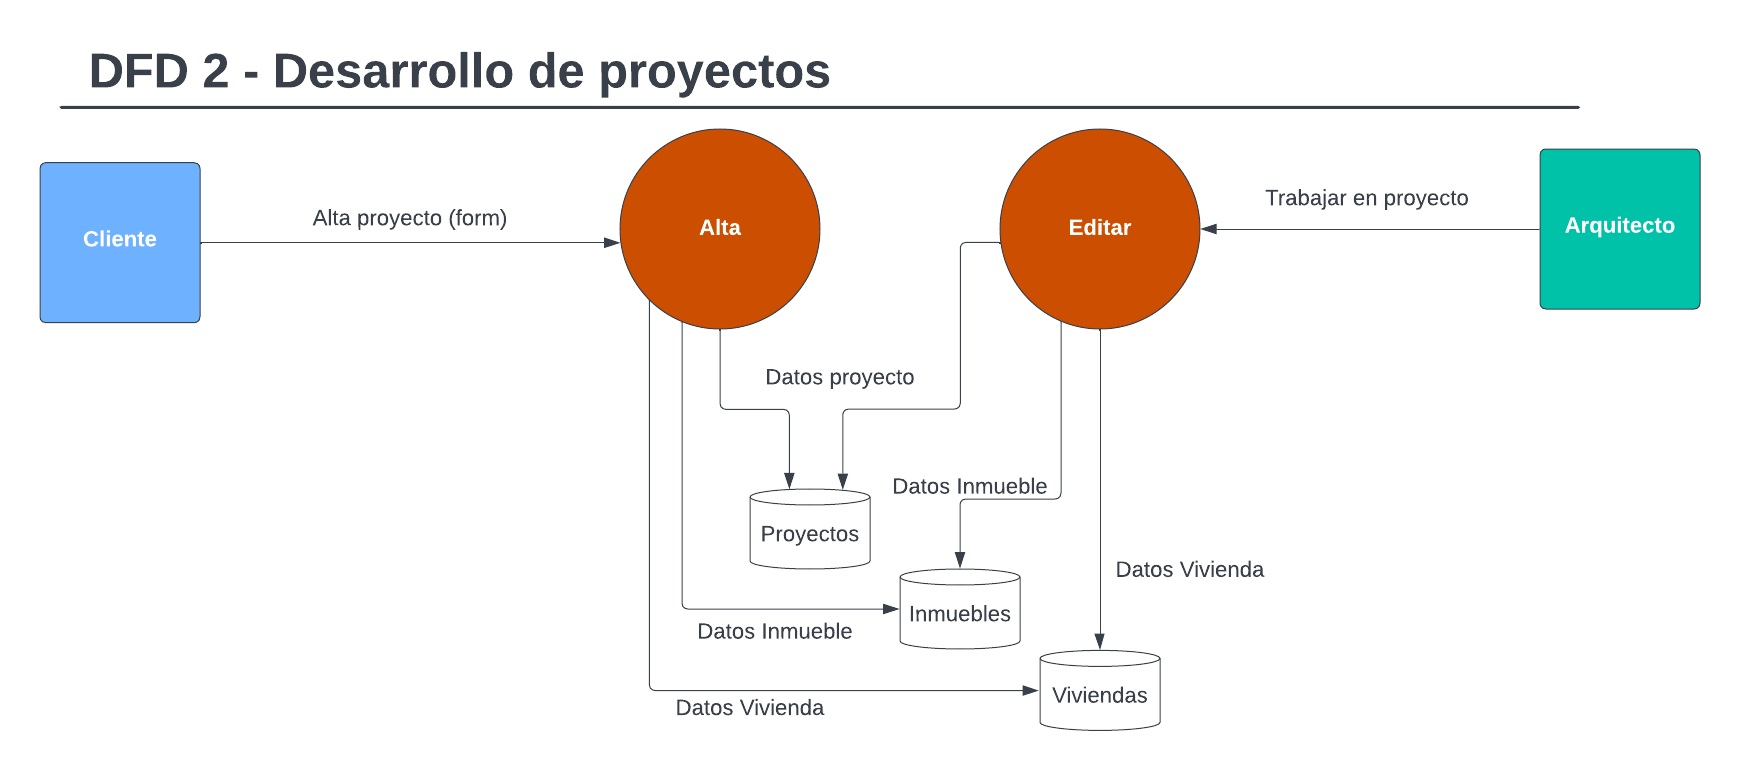 DFD 2 - Desarrollo de proyectos
Cliente
Alta proyecto (form)
Alta
Editar
Trabajar en proyecto
Arquitecto
Datos proyecto
Datos Inmueble
Proyectos
Datos Vivienda
Inmuebles
Datos Inmueble
Viviendas
Datos Vivienda